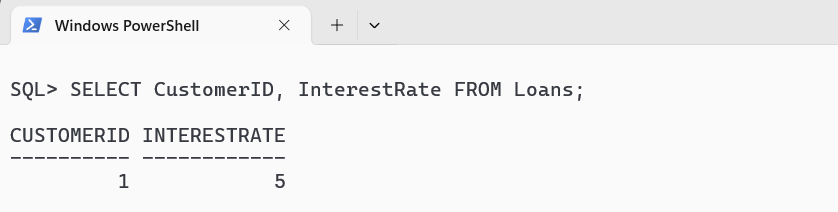 Windows PowerShell
SQL> SELECT CustomerID, InterestRate FROM Loans;
CUSTOMERID INTERESTRATE
---------- ------------
         1            5